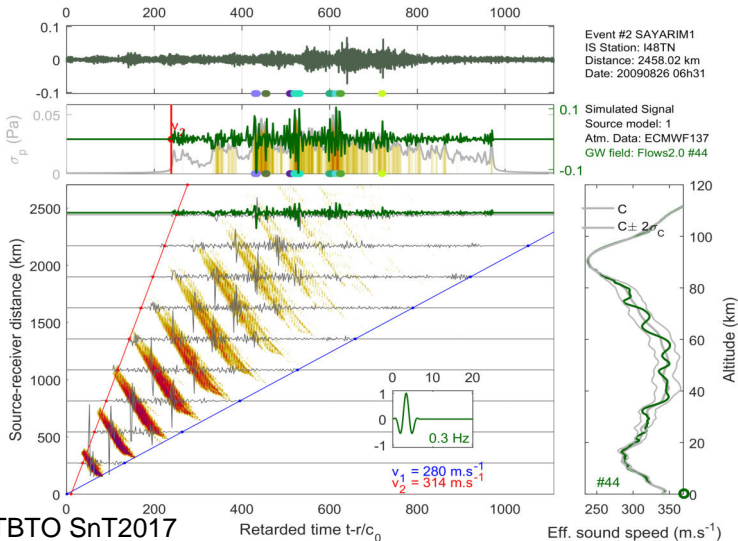 0 200 400 600 800 1000
0.1
0
-0.1
Event #2 SAYARIM1
IS Station: I48TN
Distance: 2458.02 km
Date: 20090826 06h31
σp (Pa)
0.05
0
v2
0.1
-0.1
Simulated Signal
Source model: 1
Atm. Data: ECMWF137
GW field: Flows2.0 #44
Source-receiver distance (km)
2500
2000
1500
1000
500
0
0 10 20
1
0
-1
0.3 Hz
v1 = 280 m.s-1
v2 = 314 m.s-1
0 200 400 600 800 1000
Retarded time t-r/c0
C
C± 2σC
120
100
80
60
40
20
0
Altitude (km)
#44
250 300 350
Eff. sound speed (m.s-1)
TBTO SnT2017